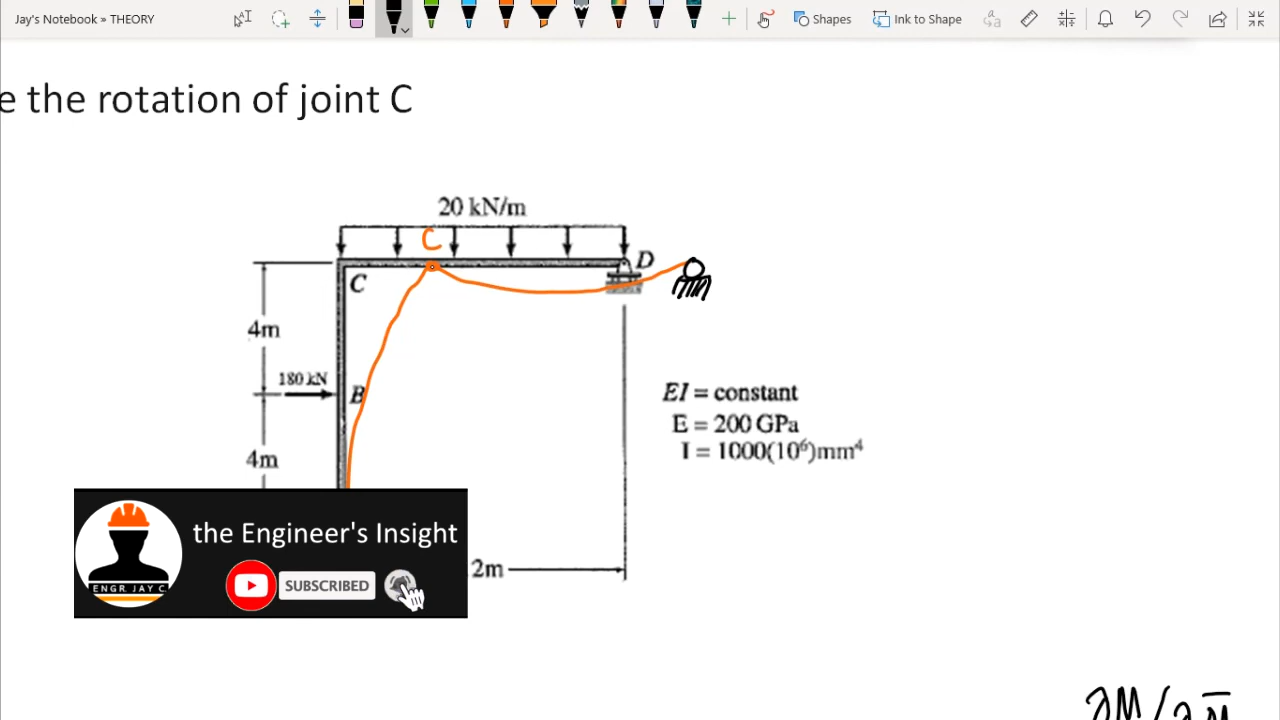 Jay's Notebook » THEORY
Shapes
Ink to Shape
e the rotation of joint C
20 kN/m
C
D
C
4m
180 kN
B
EI = constant
E = 200 GPa
4m
I = 1000(10⁶)mm⁴
the Engineer's Insight
2m
SUBSCRIBED
ENGR. JAY C.
∂M/∂M̅